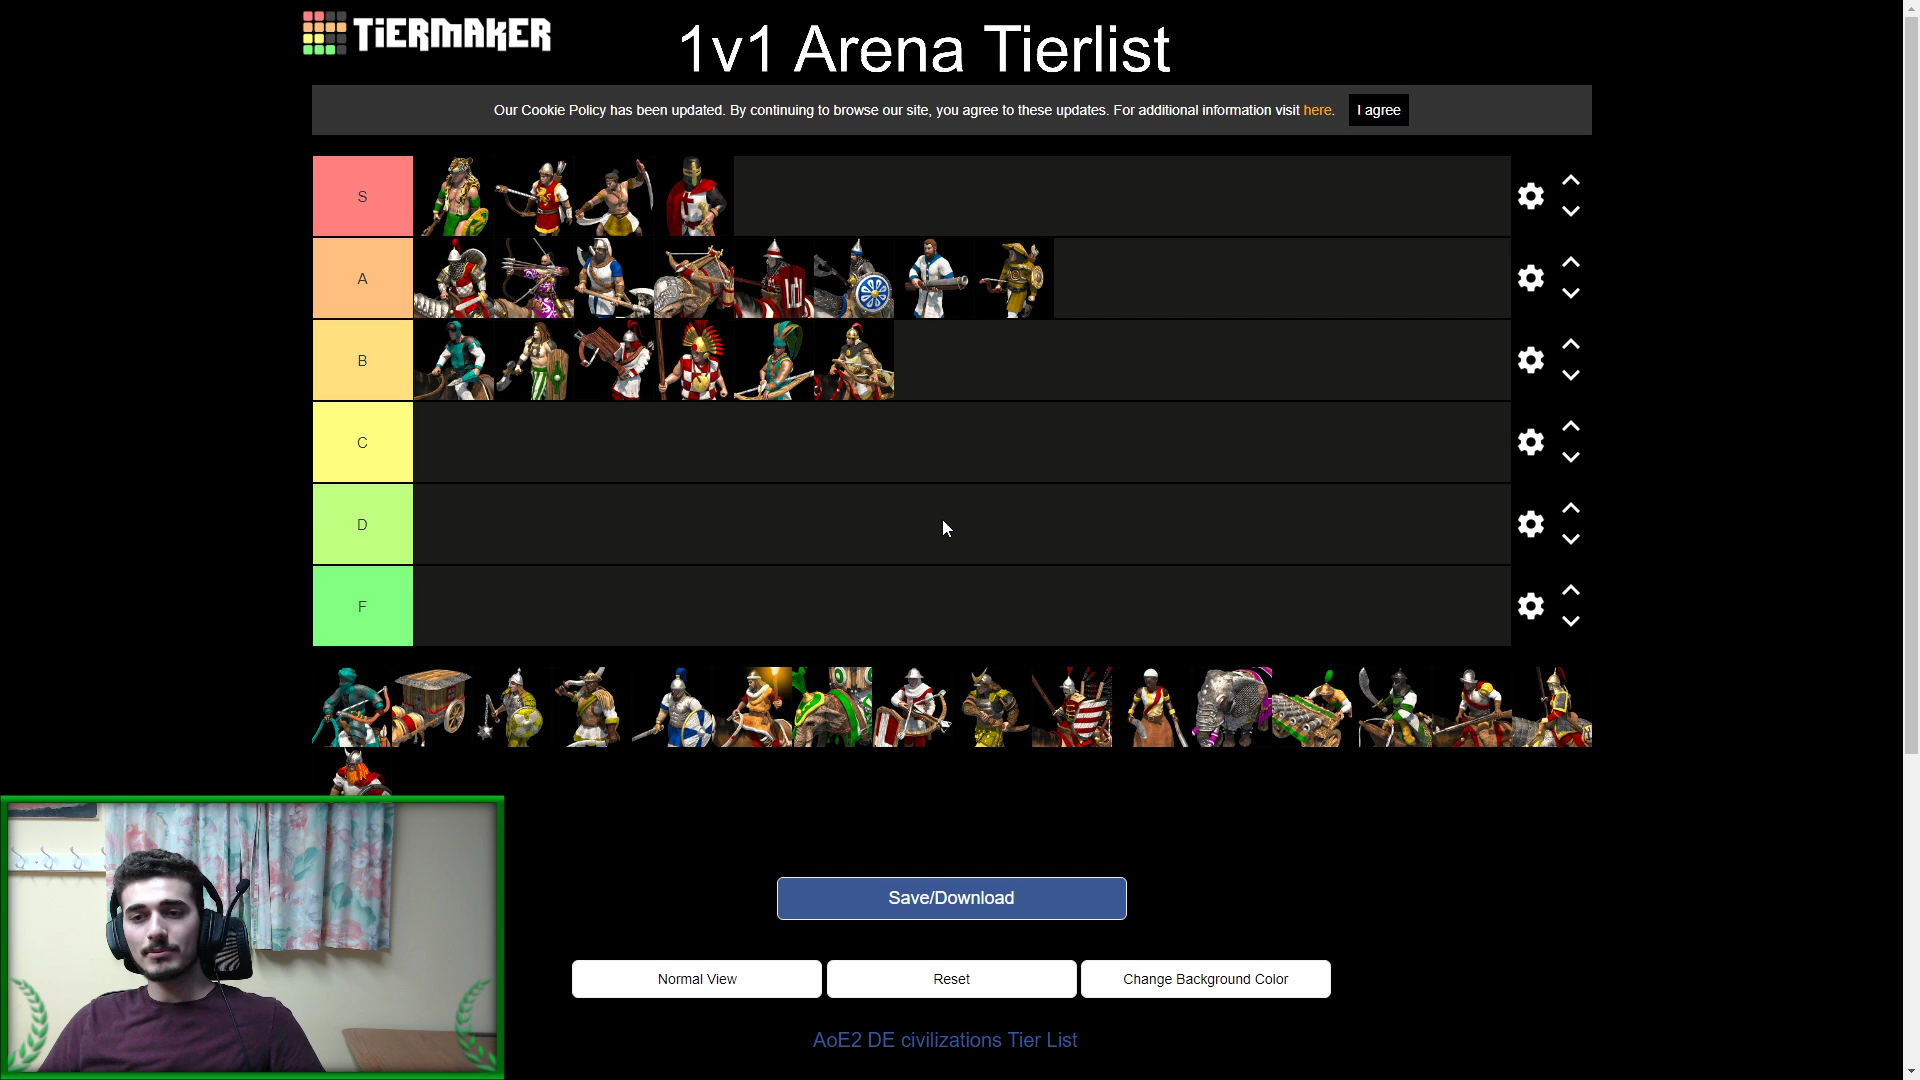 TiERMAKER
1v1 Arena Tierlist
Our Cookie Policy has been updated. By continuing to browse our site, you agree to these updates. For additional information visit here.
I agree
S
A
B
C
D
F
Save/Download
Normal View
Reset
Change Background Color
AoE2 DE civilizations Tier List